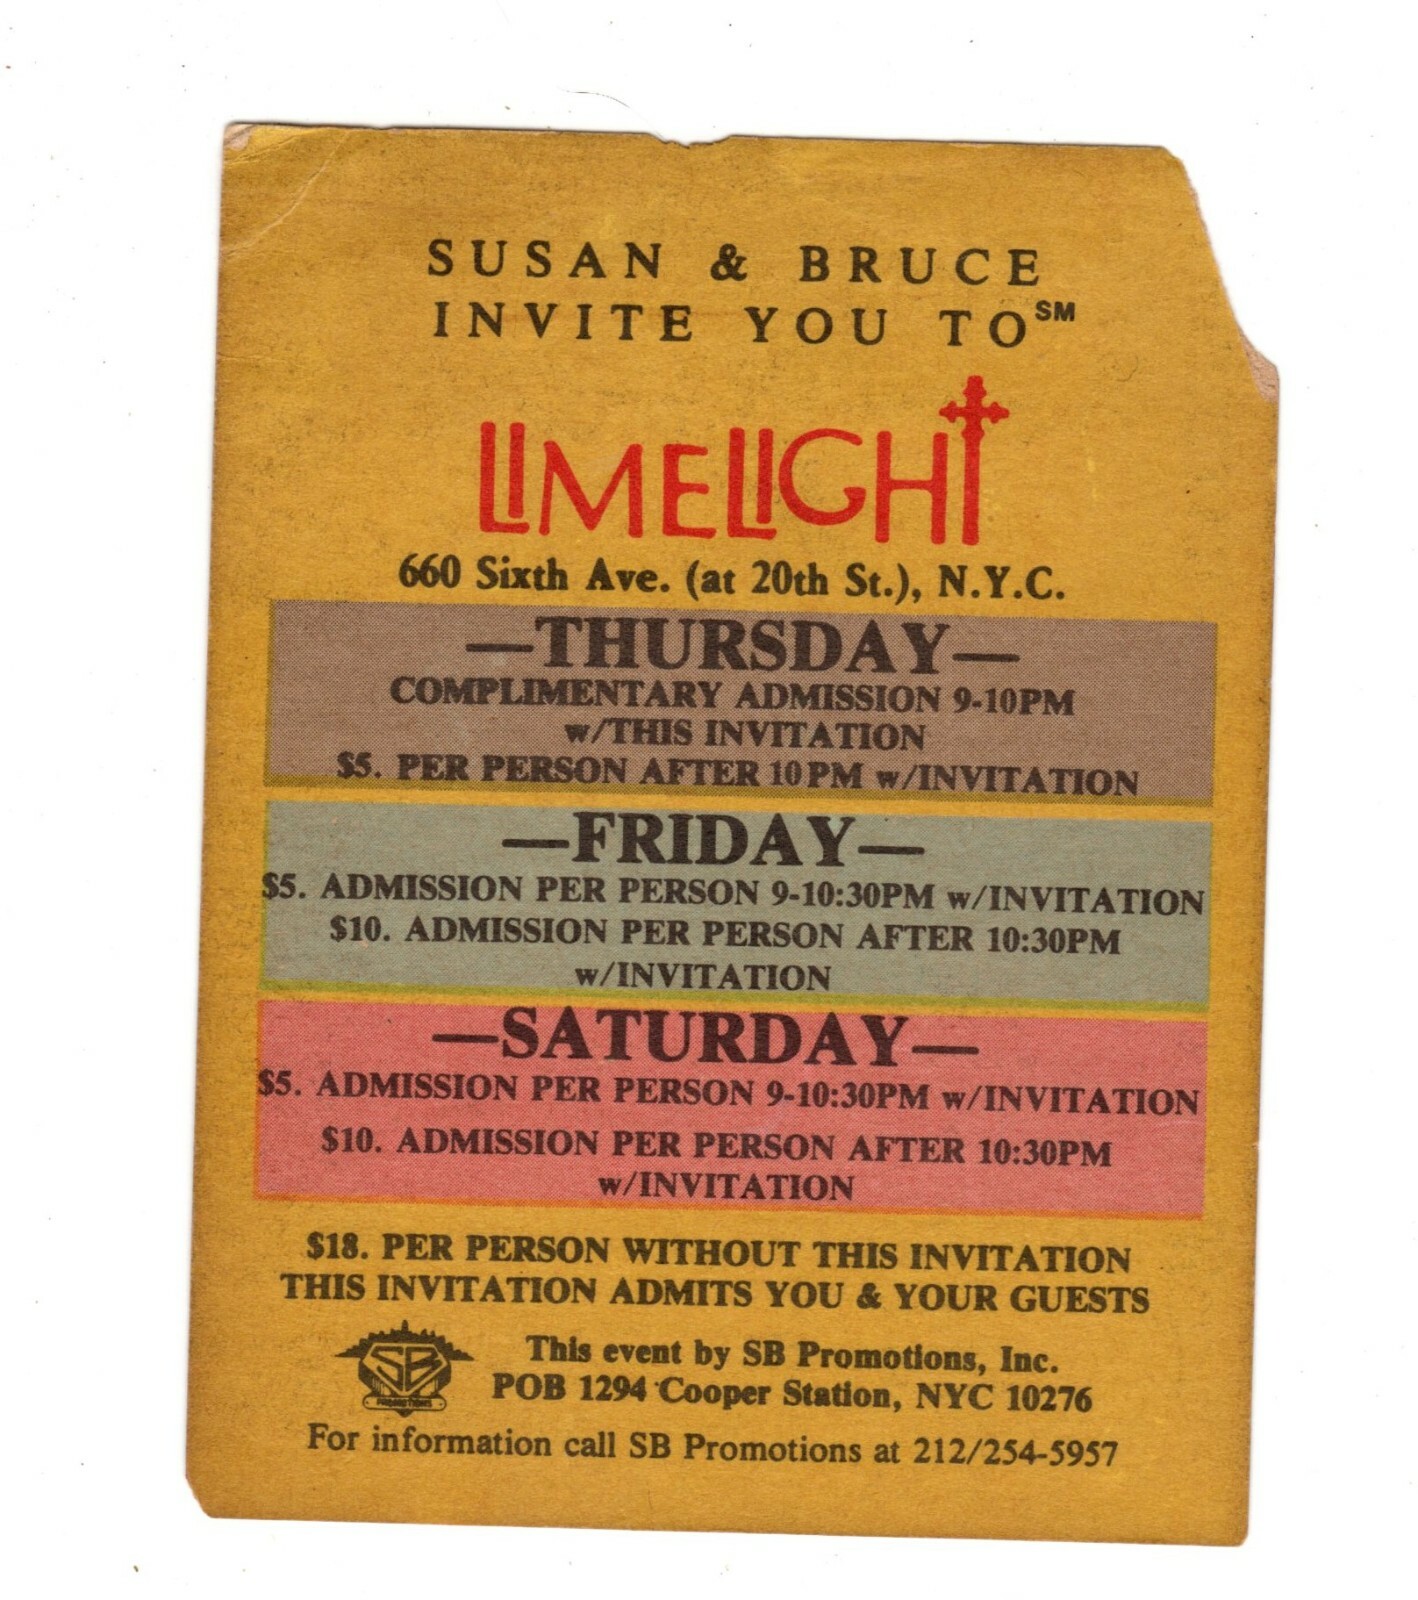 SUSAN & BRUCE
INVITE YOU TO℠
LIMELIGHT
660 Sixth Ave. (at 20th St.), N.Y.C.
—THURSDAY—
COMPLIMENTARY ADMISSION 9-10PM
w/THIS INVITATION
$5. PER PERSON AFTER 10PM w/INVITATION
—FRIDAY—
$5. ADMISSION PER PERSON 9-10:30PM w/INVITATION
$10. ADMISSION PER PERSON AFTER 10:30PM
w/INVITATION
—SATURDAY—
$5. ADMISSION PER PERSON 9-10:30PM w/INVITATION
$10. ADMISSION PER PERSON AFTER 10:30PM
w/INVITATION
$18. PER PERSON WITHOUT THIS INVITATION
THIS INVITATION ADMITS YOU & YOUR GUESTS
SB
PROMOTIONS
This event by SB Promotions, Inc.
POB 1294 Cooper Station, NYC 10276
For information call SB Promotions at 212/254-5957